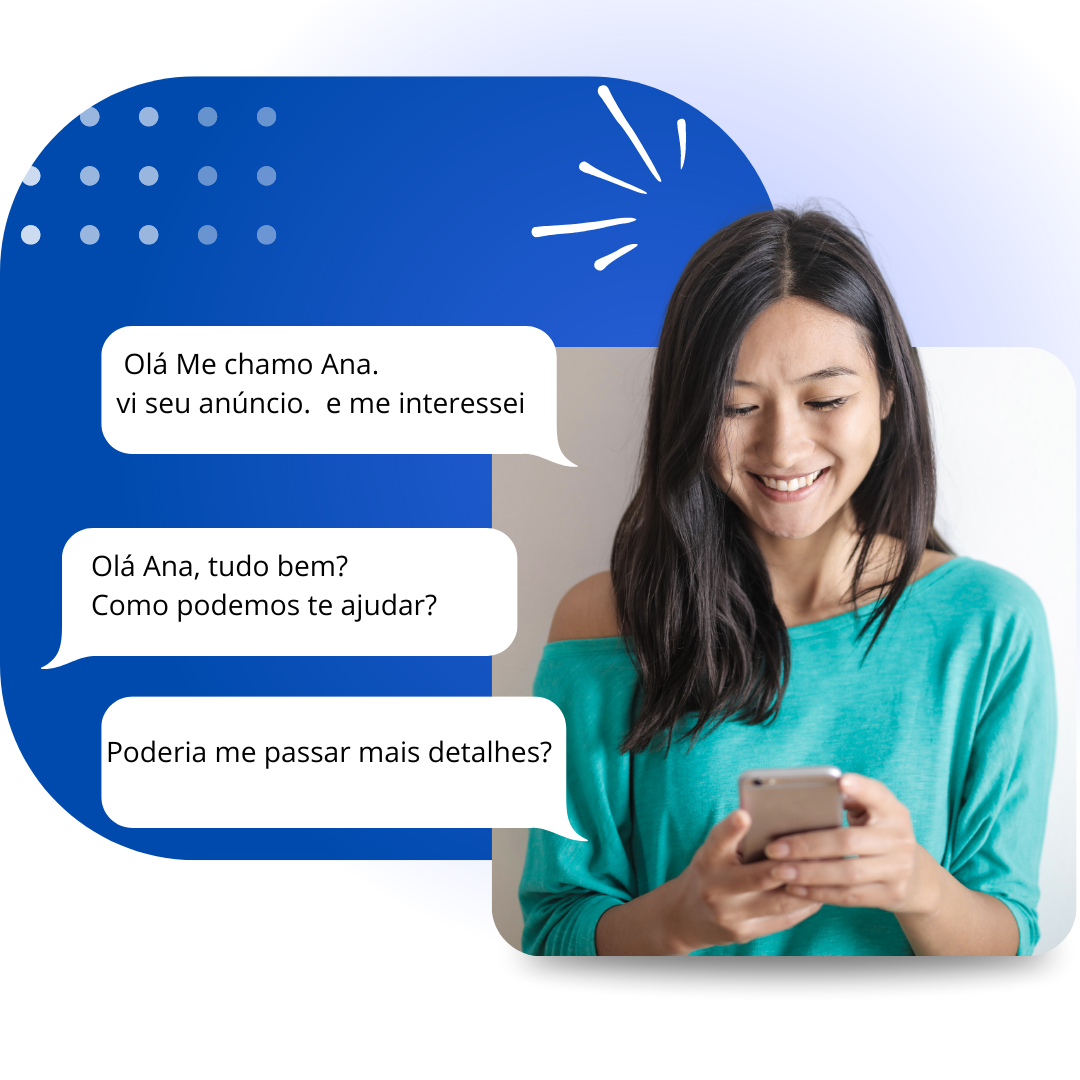 Olá Me chamo Ana.
vi seu anúncio.  e me interessei
Olá Ana, tudo bem?
Como podemos te ajudar?
Poderia me passar mais detalhes?